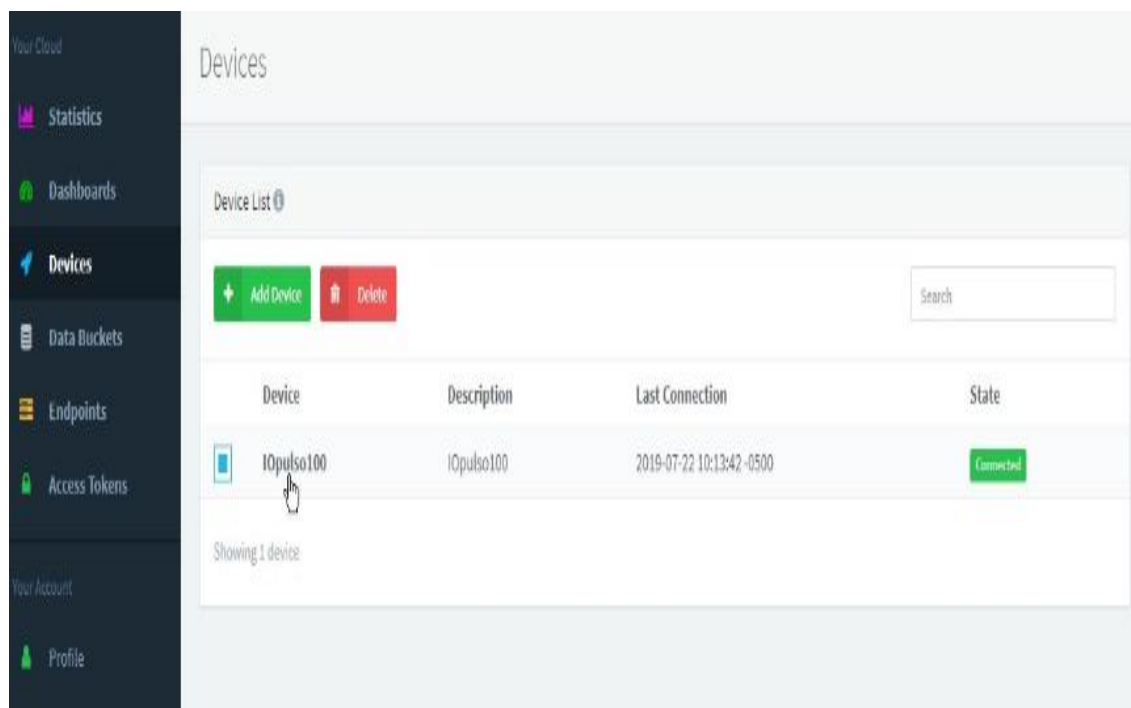 Your Cloud
Statistics
Dashboards
Devices
Data Buckets
Endpoints
Access Tokens
Your Account
Profile
Devices
Device List
Add Device
Delete
Search
Device Description Last Connection State
IOpulso100 IOpulso100 2019-07-22 10:13:42 -0500 Connected
Showing 1 device